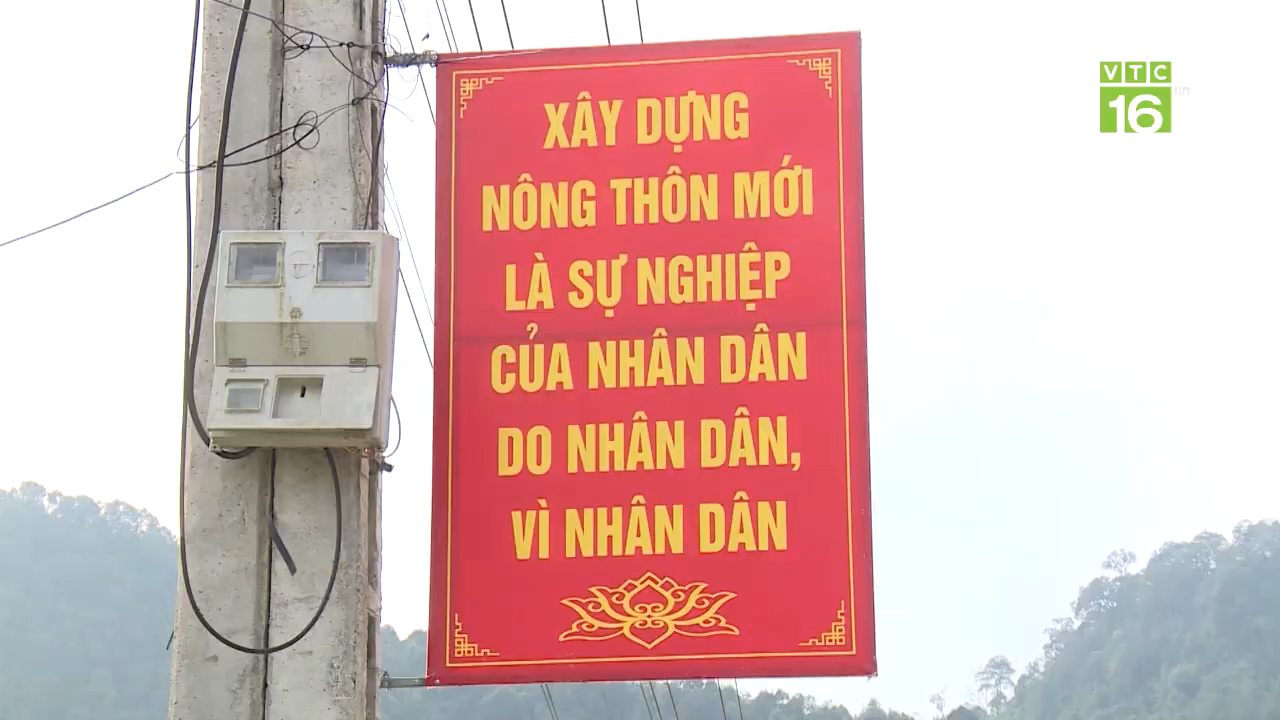 XÂY DỰNG
NÔNG THÔN MỚI
LÀ SỰ NGHIỆP
CỦA NHÂN DÂN
DO NHÂN DÂN,
VÌ NHÂN DÂN
VTC
16